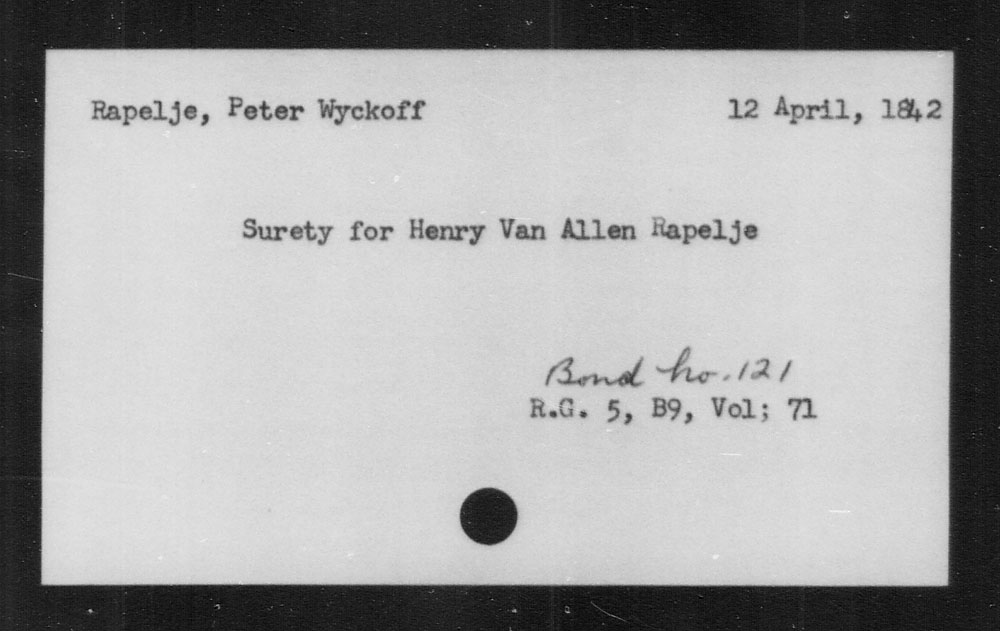 Rapelje, Peter Wyckoff 12 April, 1842
Surety for Henry Van Allen Rapelje
Bond no. 121
R.G. 5, B9, Vol; 71